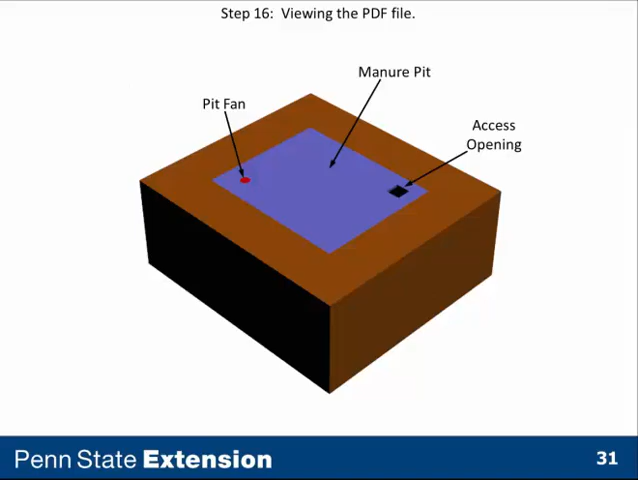 Step 16:  Viewing the PDF file.
Manure Pit
Pit Fan
Access
Opening
Penn State Extension
31